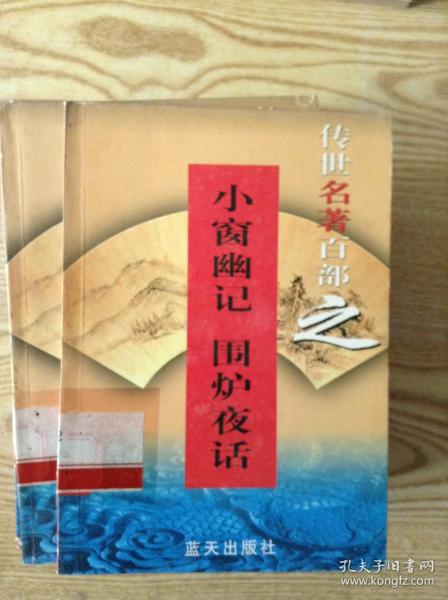 传世名著百部之
小窗幽记 围炉夜话
蓝天出版社
孔夫子旧书网
www.kongfz.com